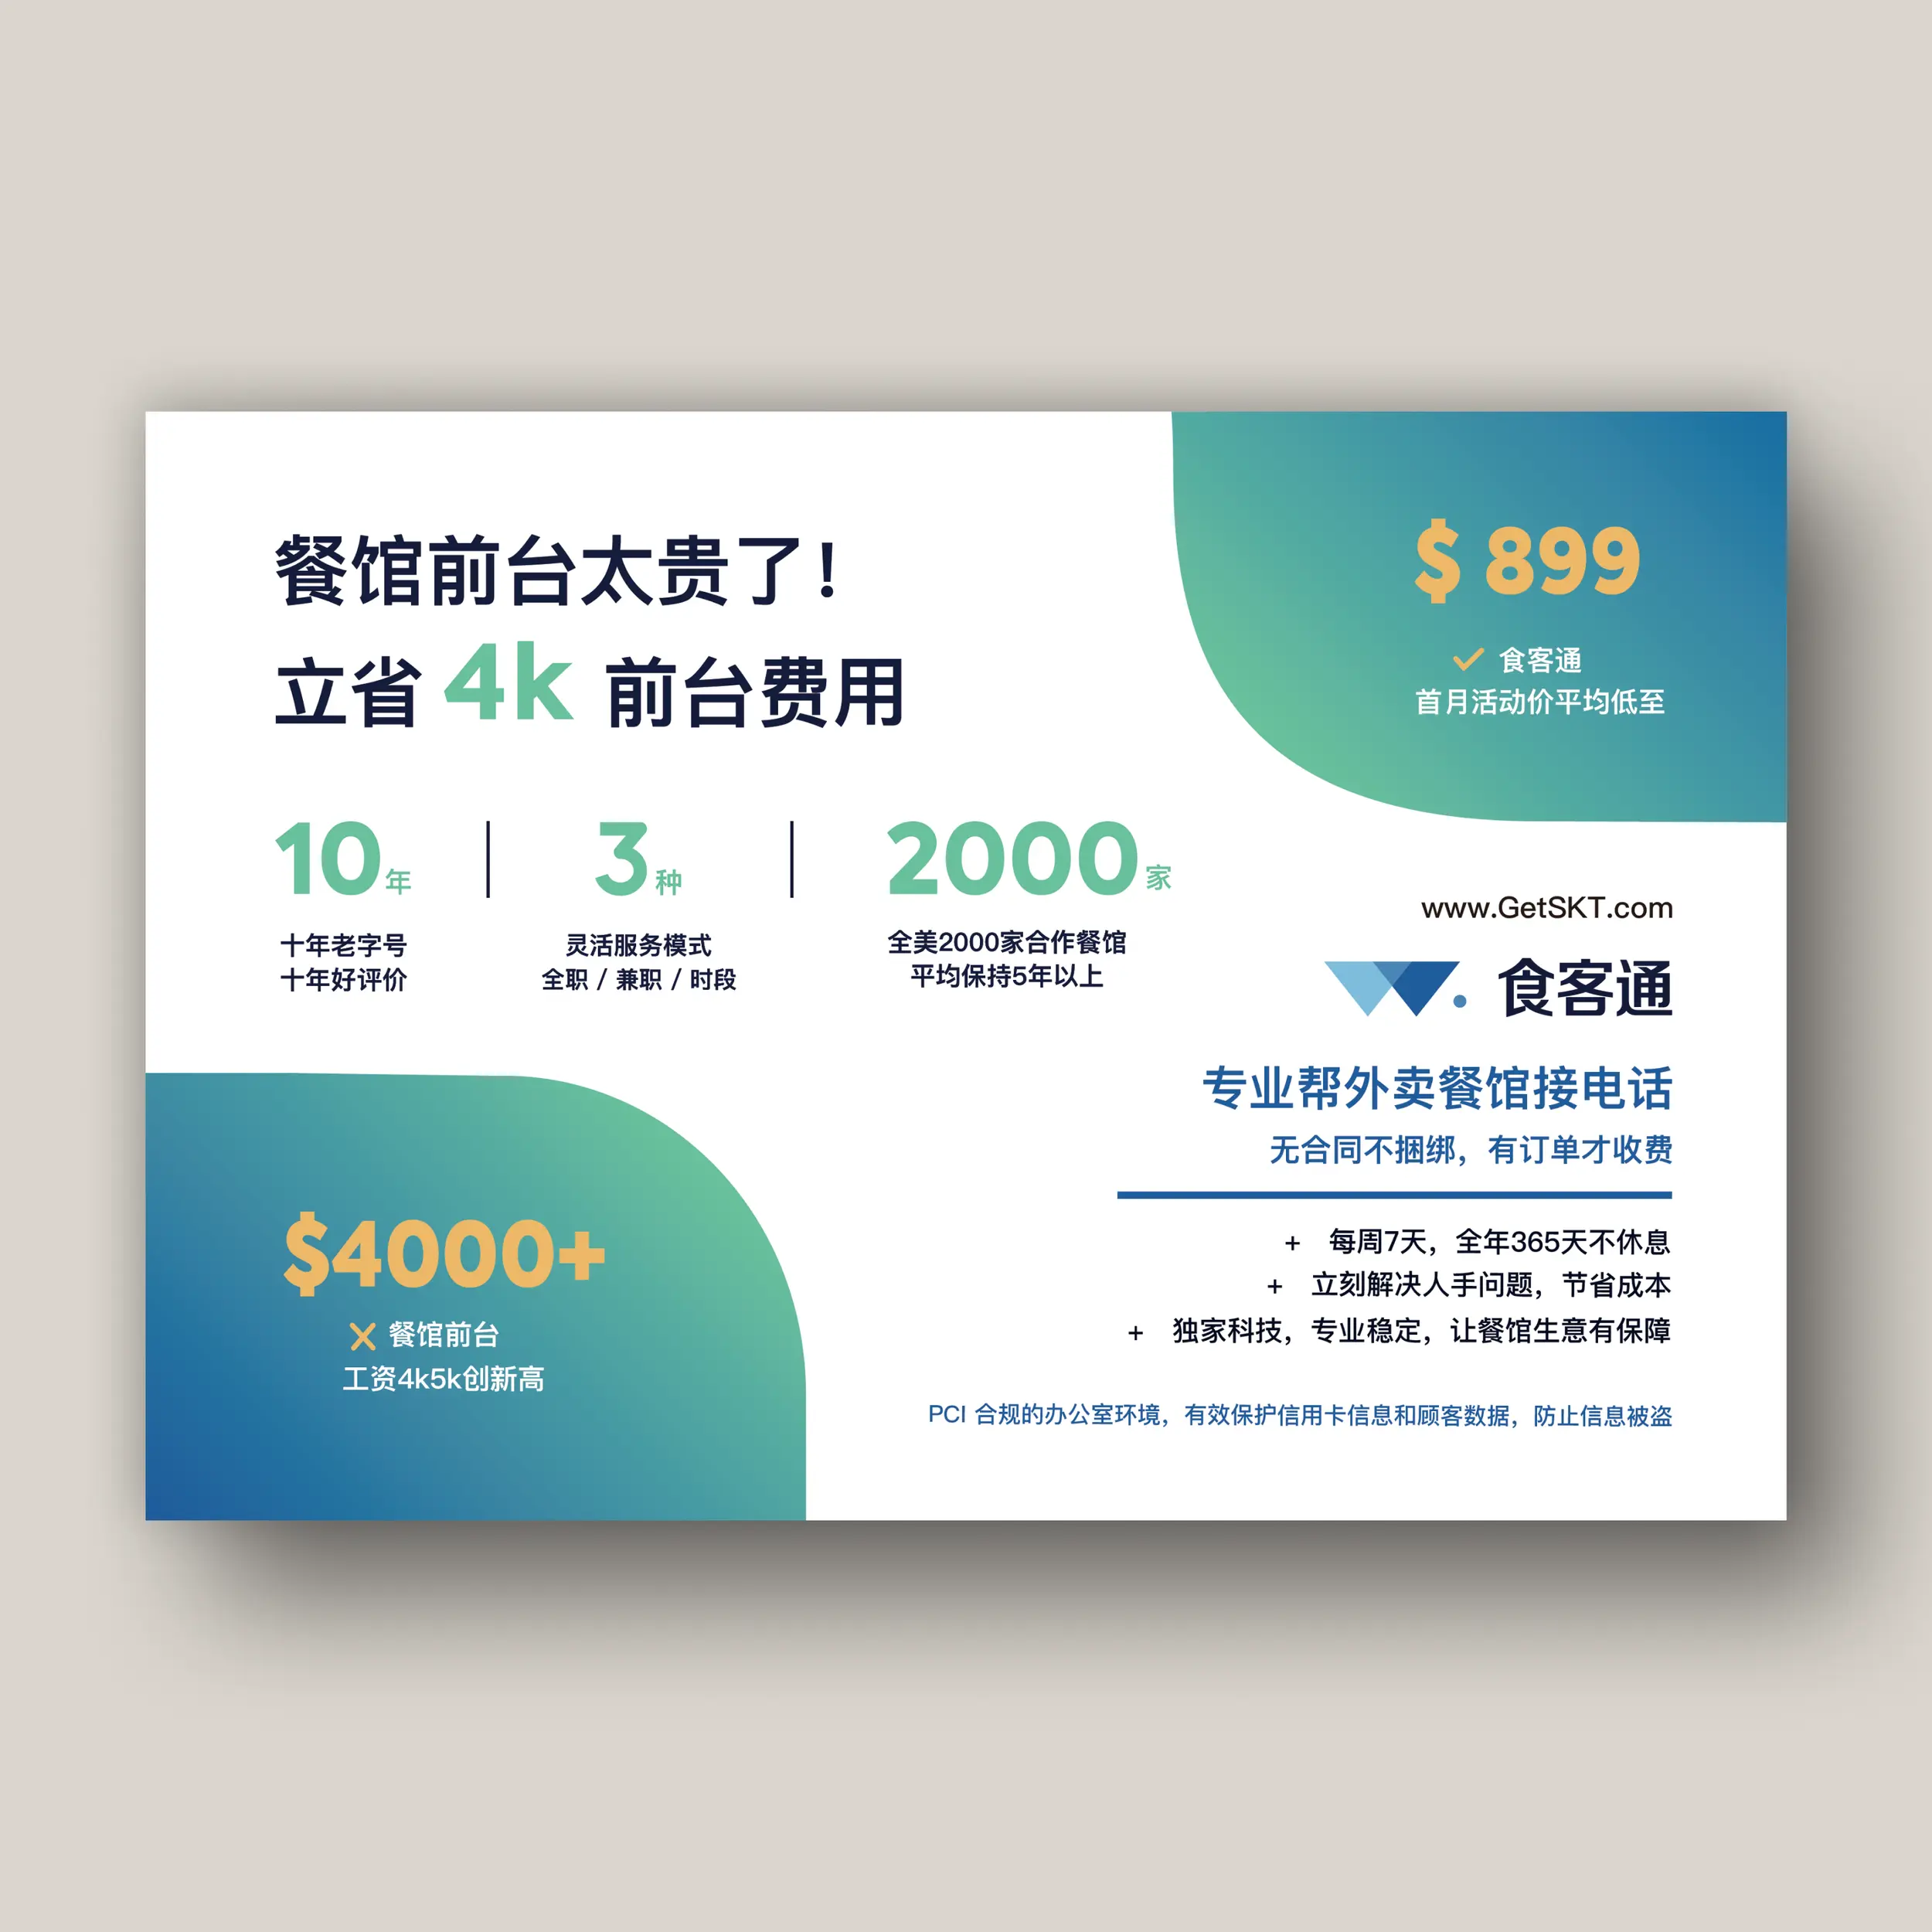 餐馆前台太贵了！
立省 4k 前台费用
$ 899
食客通
首月活动价平均低至
10年
十年老字号
十年好评价
3种
灵活服务模式
全职 / 兼职 / 时段
2000家
全美2000家合作餐馆
平均保持5年以上
www.GetSKT.com
食客通
专业帮外卖餐馆接电话
无合同不捆绑，有订单才收费
+ 每周7天，全年365天不休息
+ 立刻解决人手问题，节省成本
+ 独家科技，专业稳定，让餐馆生意有保障
PCI 合规的办公室环境，有效保护信用卡信息和顾客数据，防止信息被盗
$4000+
餐馆前台
工资4k5k创新高